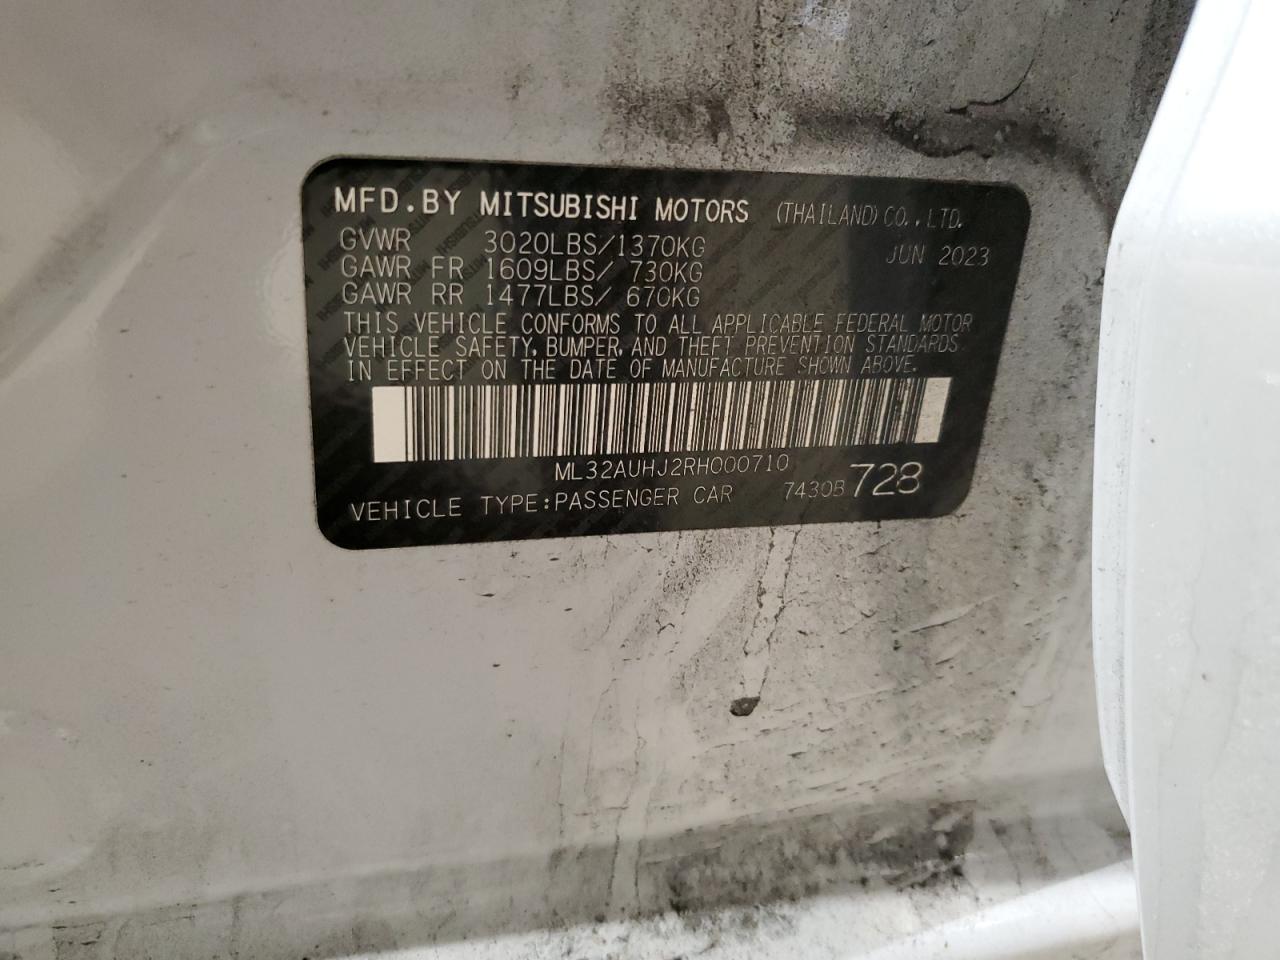 MFD.BY MITSUBISHI MOTORS (THAILAND) CO., LTD.
GVWR 3020LBS/1370KG JUN 2023
GAWR FR 1609LBS/ 730KG
GAWR RR 1477LBS/ 670KG
THIS VEHICLE CONFORMS TO ALL APPLICABLE FEDERAL MOTOR
VEHICLE SAFETY, BUMPER, AND THEFT PREVENTION STANDARDS
IN EFFECT ON THE DATE OF MANUFACTURE SHOWN ABOVE.
ML32AUHJ2RH000710
VEHICLE TYPE:PASSENGER CAR 7430B 728